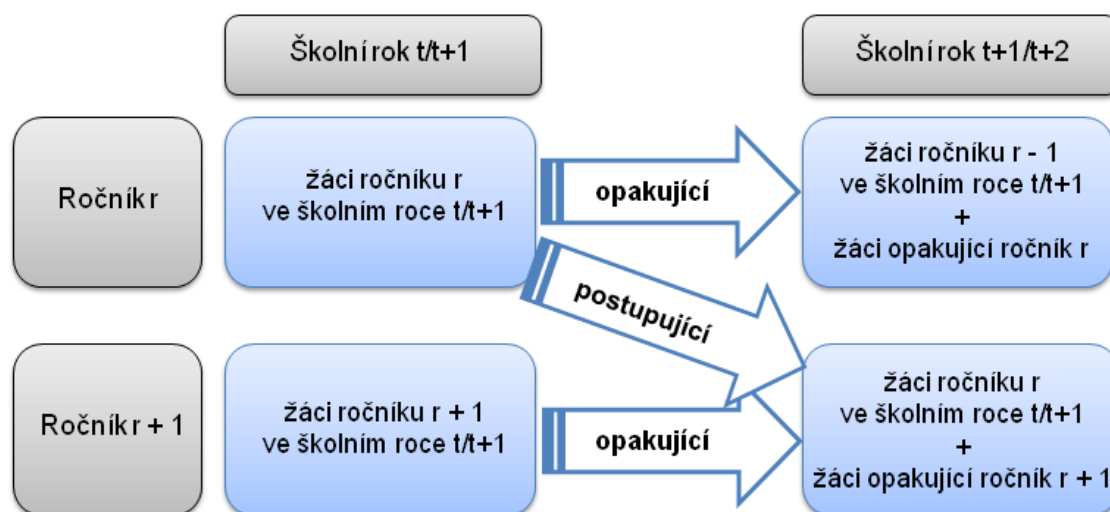 Školní rok t/t+1
Školní rok t+1/t+2
Ročník r
žáci ročníku r
ve školním roce t/t+1
opakující
žáci ročníku r - 1
ve školním roce t/t+1
+
žáci opakující ročník r
postupující
Ročník r + 1
žáci ročníku r + 1
ve školním roce t/t+1
opakující
žáci ročníku r
ve školním roce t/t+1
+
žáci opakující ročník r + 1